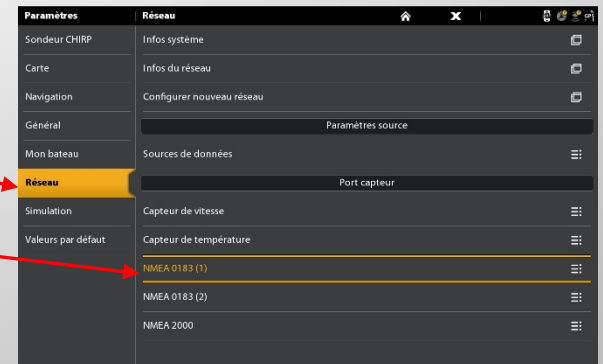 Paramètres
Réseau
X
Sondeur CHIRP
Infos système
Carte
Infos du réseau
Navigation
Configurer nouveau réseau
Général
Paramètres source
Mon bateau
Sources de données
Réseau
Port capteur
Simulation
Capteur de vitesse
Valeurs par défaut
Capteur de température
NMEA 0183 (1)
NMEA 0183 (2)
NMEA 2000